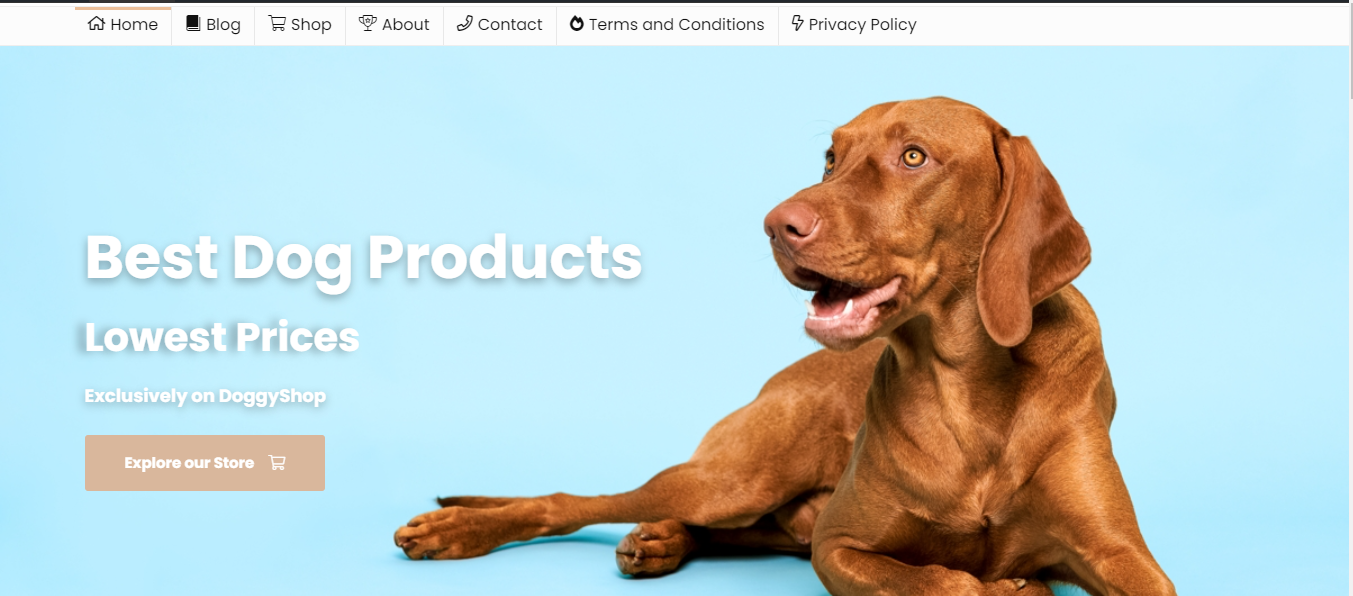 Home Blog Shop About Contact Terms and Conditions Privacy Policy
Best Dog Products
Lowest Prices
Exclusively on DoggyShop
Explore our Store